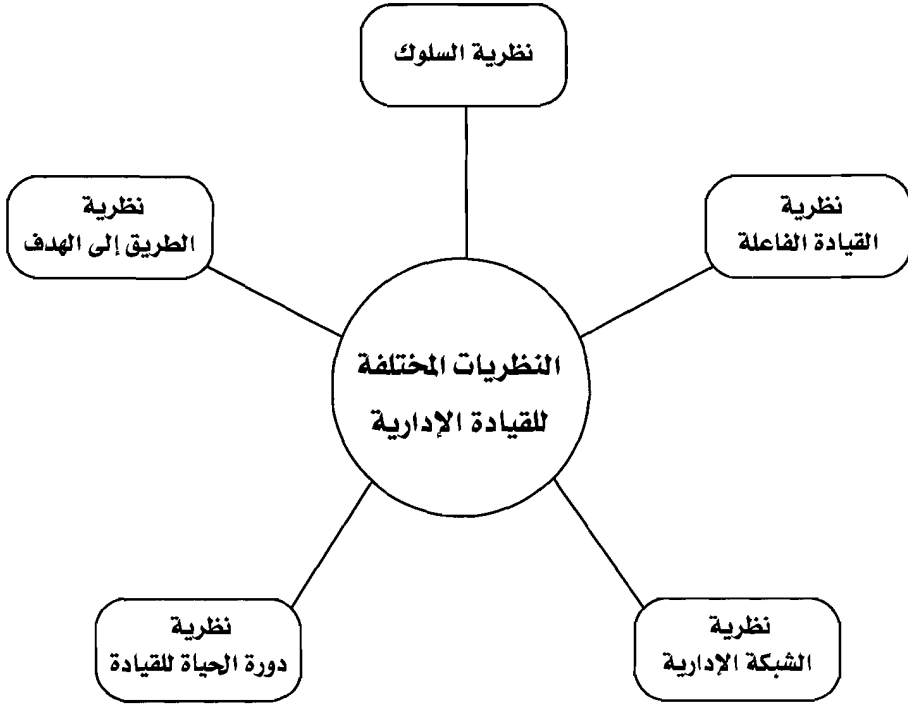 نظرية السلوك
نظرية
القيادة الفاعلة
نظرية
الطريق إلى الهدف
النظريات المختلفة
للقيادة الإدارية
نظرية
الشبكة الإدارية
نظرية
دورة الحياة للقيادة